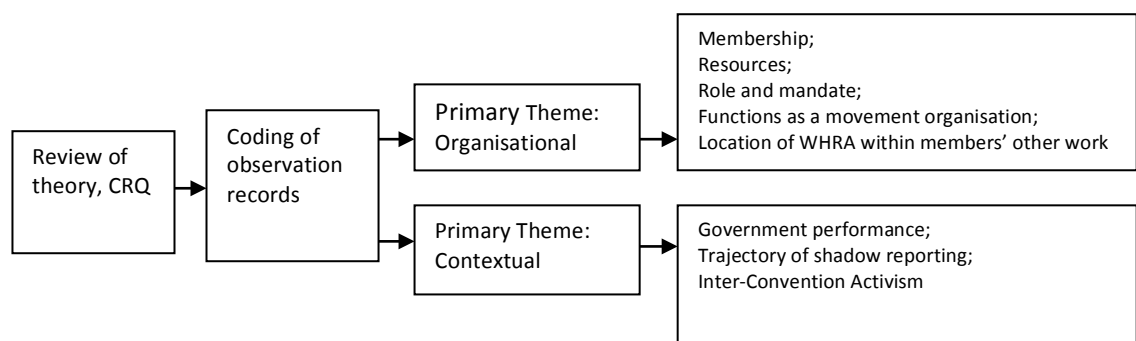 Review of
theory, CRQ
Coding of
observation
records
Primary Theme:
Organisational
Membership;
Resources;
Role and mandate;
Functions as a movement organisation;
Location of WHRA within members’ other work
Primary Theme:
Contextual
Government performance;
Trajectory of shadow reporting;
Inter-Convention Activism